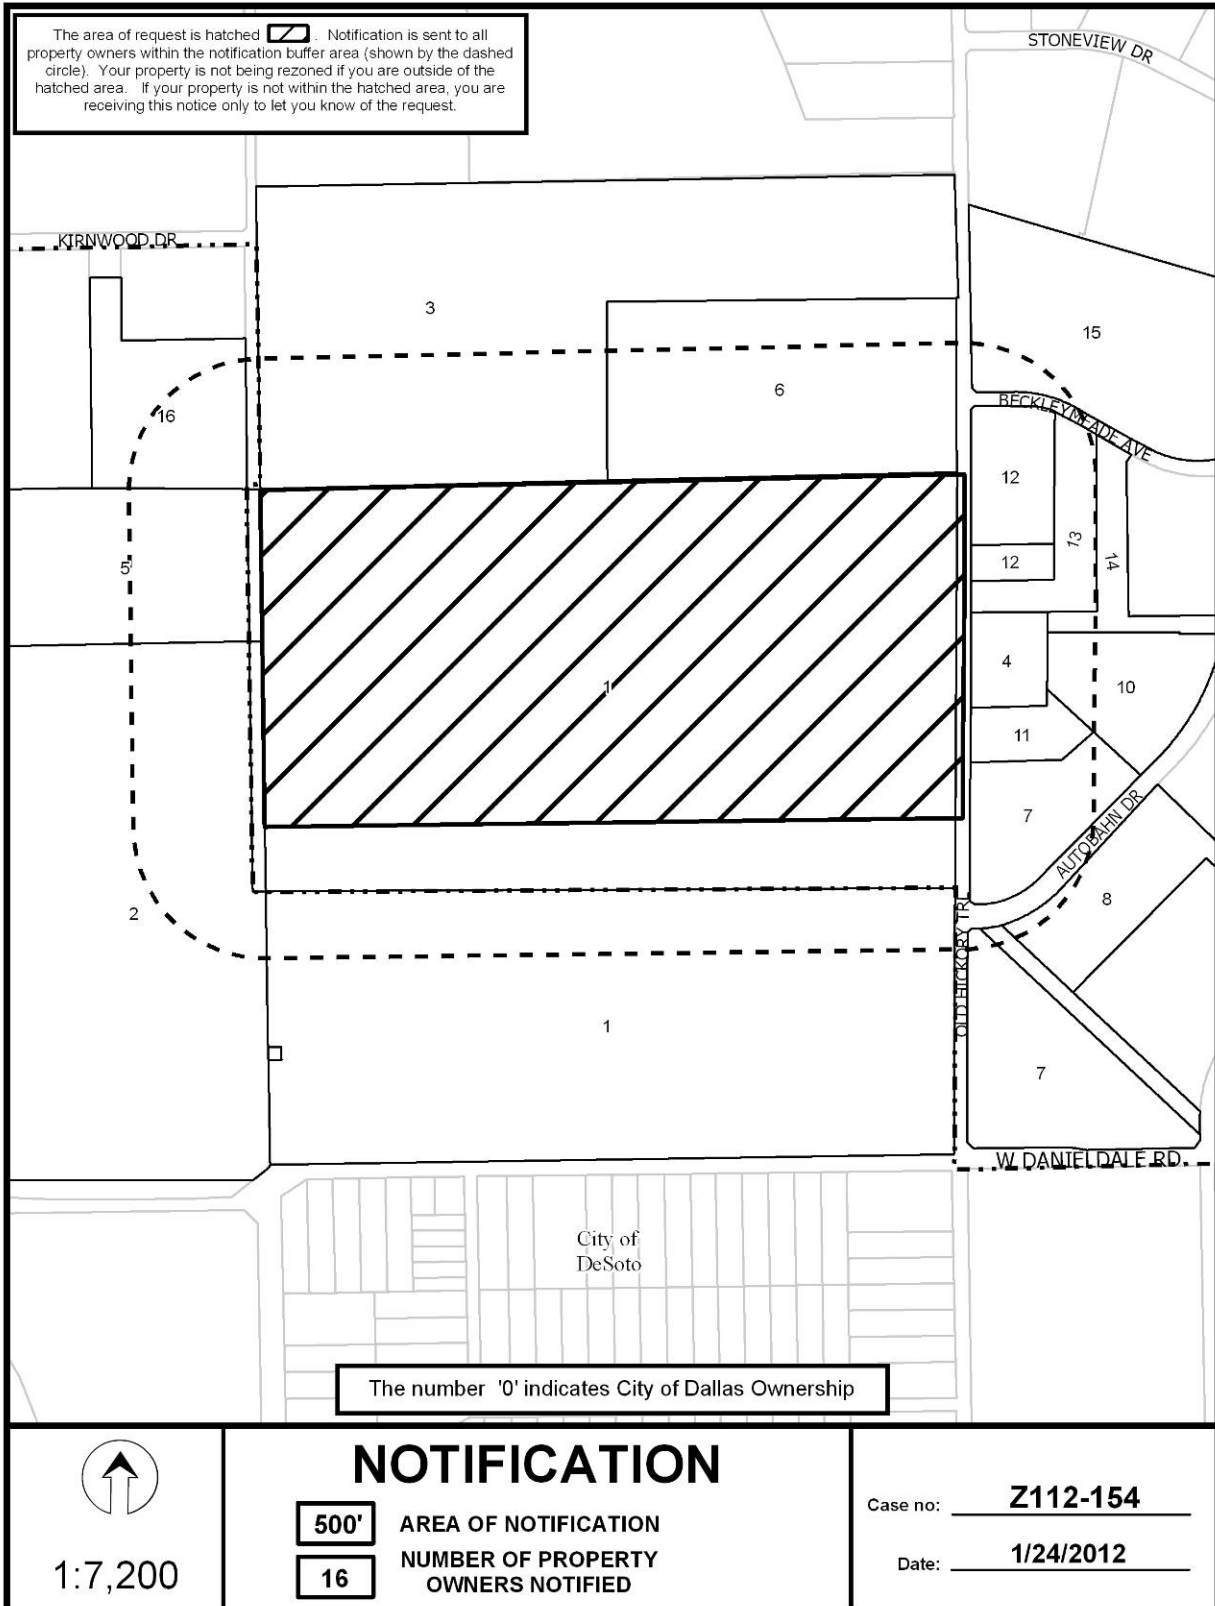 The area of request is hatched . Notification is sent to all
property owners within the notification buffer area (shown by the dashed
circle). Your property is not being rezoned if you are outside of the
hatched area. If your property is not within the hatched area, you are
receiving this notice only to let you know of the request.
STONEVIEW DR
KIRNWOOD DR
3
15
6
16
BECKLEYMEADE AVE
12
13
14
5
12
4
1
10
11
7
AUTOBAHN DR
8
2
OLD HICKORY TRL
1
7
W DANIELDALE RD
City of
DeSoto
The number '0' indicates City of Dallas Ownership
1:7,200
NOTIFICATION
500' AREA OF NOTIFICATION
16 NUMBER OF PROPERTY
OWNERS NOTIFIED
Case no: Z112-154
Date: 1/24/2012